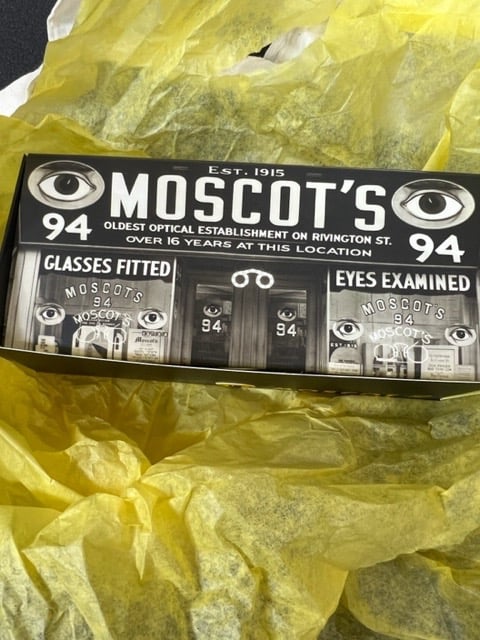 EST. 1915
MOSCOT'S
94 OLDEST OPTICAL ESTABLISHMENT ON RIVINGTON ST. 94
OVER 16 YEARS AT THIS LOCATION
GLASSES FITTED
EYES EXAMINED
MOSCOT'S
94
MOSCOT'S
94
94
MOSCOT'S
94
MOSCOT'S